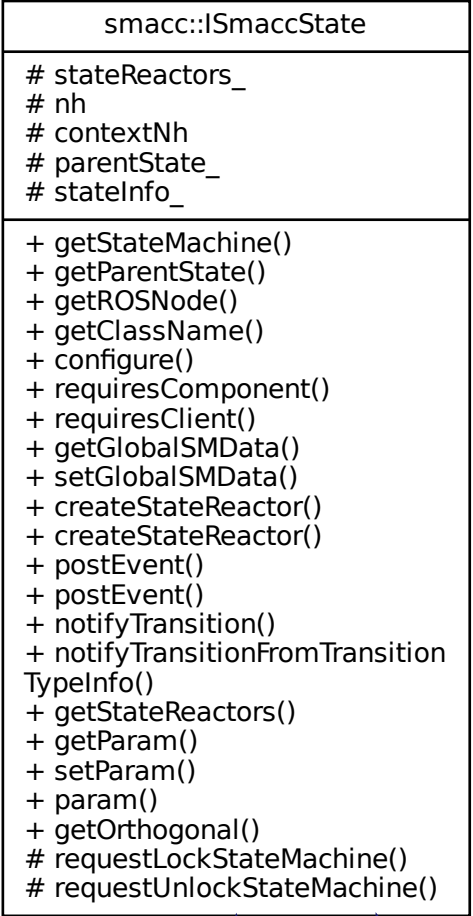 smacc::ISmaccState
# stateReactors_
# nh
# contextNh
# parentState_
# stateInfo_
+ getStateMachine()
+ getParentState()
+ getROSNode()
+ getClassName()
+ configure()
+ requiresComponent()
+ requiresClient()
+ getGlobalSMData()
+ setGlobalSMData()
+ createStateReactor()
+ createStateReactor()
+ postEvent()
+ postEvent()
+ notifyTransition()
+ notifyTransitionFromTransition
TypeInfo()
+ getStateReactors()
+ getParam()
+ setParam()
+ param()
+ getOrthogonal()
# requestLockStateMachine()
# requestUnlockStateMachine()